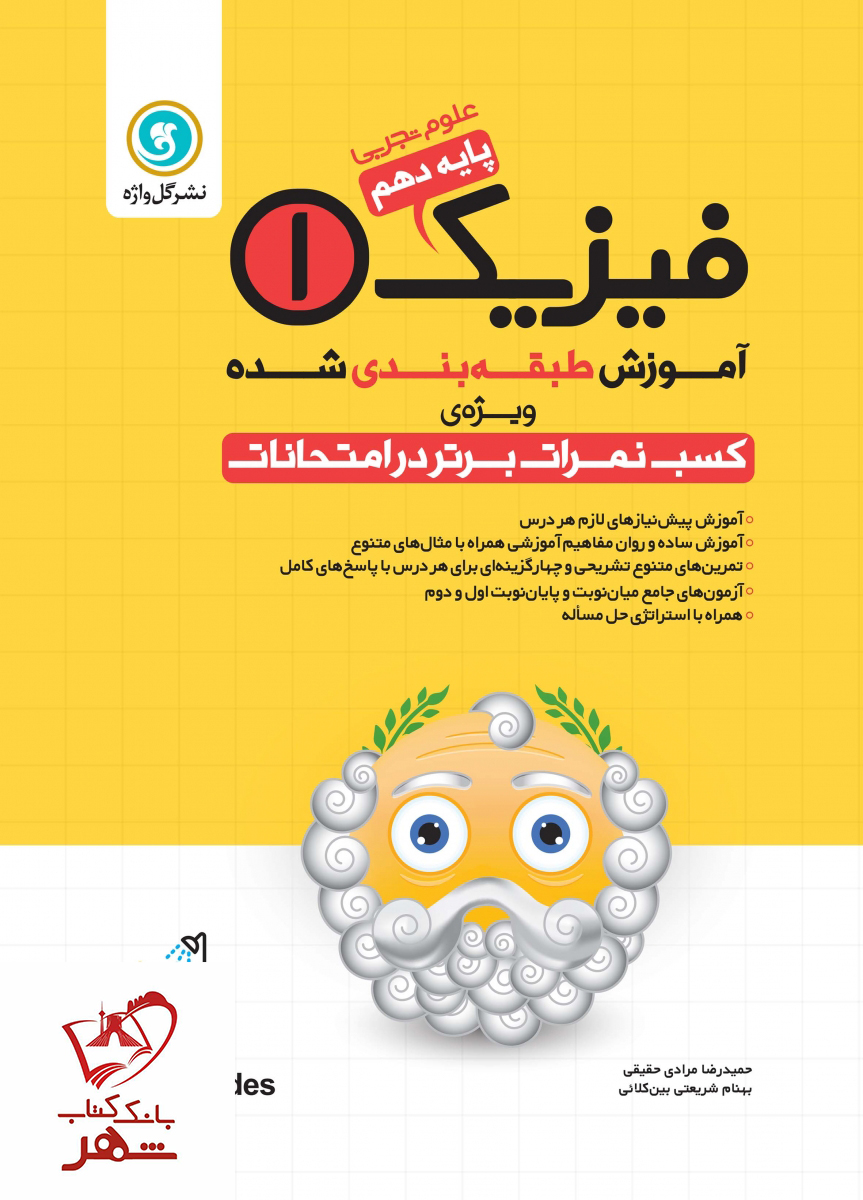 نشر گل واژه
علوم تجربی
پایه دهم
فیزیک ۱
آموزش طبقه‌بندی شده
ویژه‌ی
کسب نمرات برتر در امتحانات
آموزش پیش‌نیازهای لازم هر درس
آموزش ساده و روان مفاهیم آموزشی همراه با مثال‌های متنوع
تمرین‌های متنوع تشریحی و چهارگزینه‌ای برای هر درس با پاسخ‌های کامل
آزمون‌های جامع میان‌نوبت و پایان‌نوبت اول و دوم
همراه با استراتژی حل مسأله
حمیدرضا مرادی حقیقی
بهنام شریعتی بین‌کلائی
des
بانک کتاب
شهر